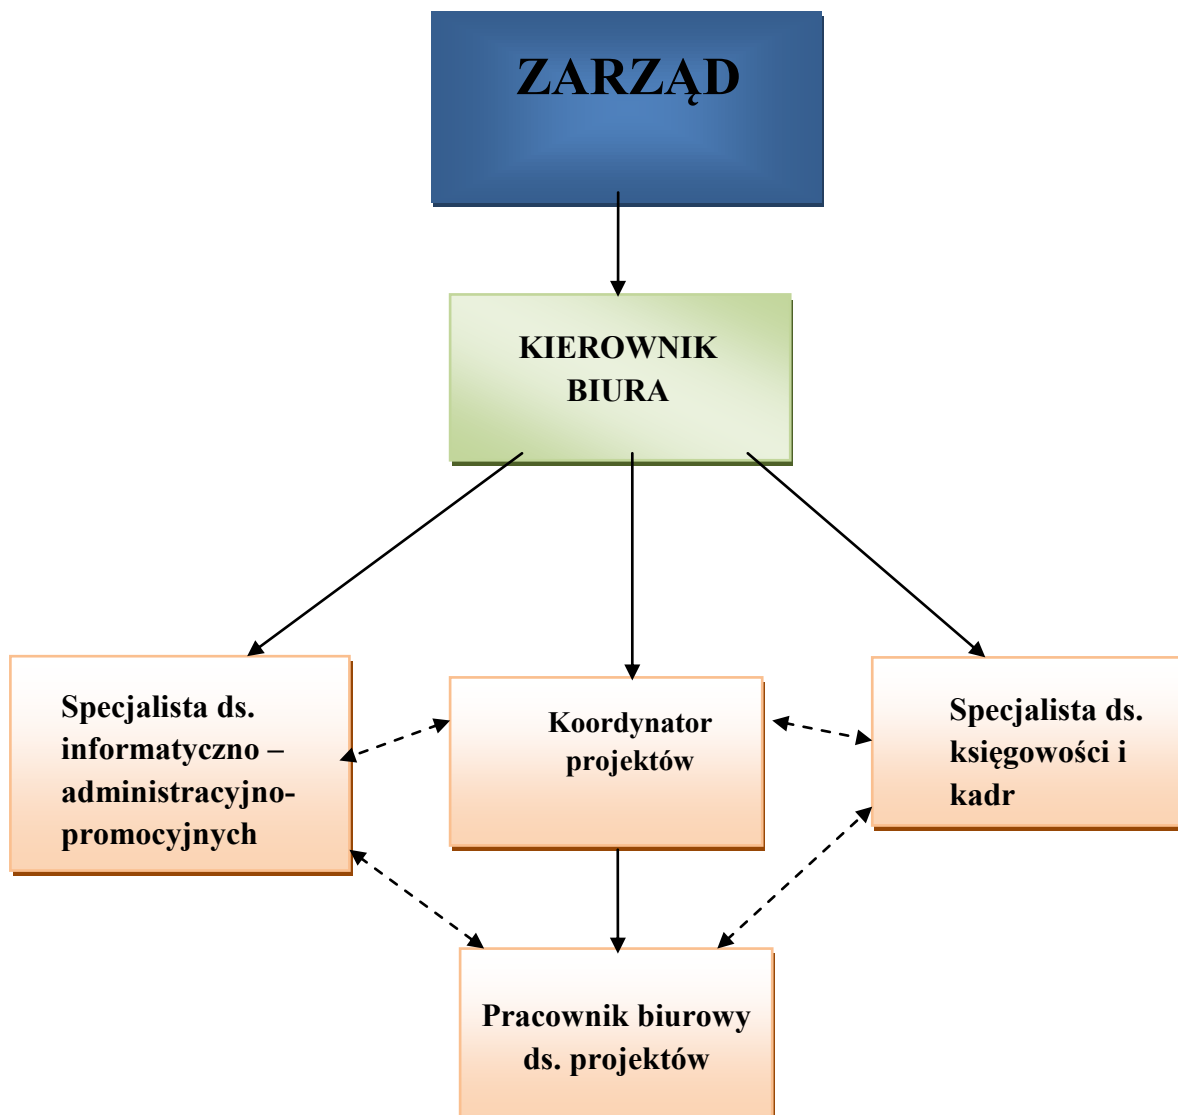 ZARZĄD
KIEROWNIK
BIURA
Specjalista ds.
informatyczno –
administracyjno-
promocyjnych
Koordynator
projektów
Specjalista ds.
księgowości i
kadr
Pracownik biurowy
ds. projektów